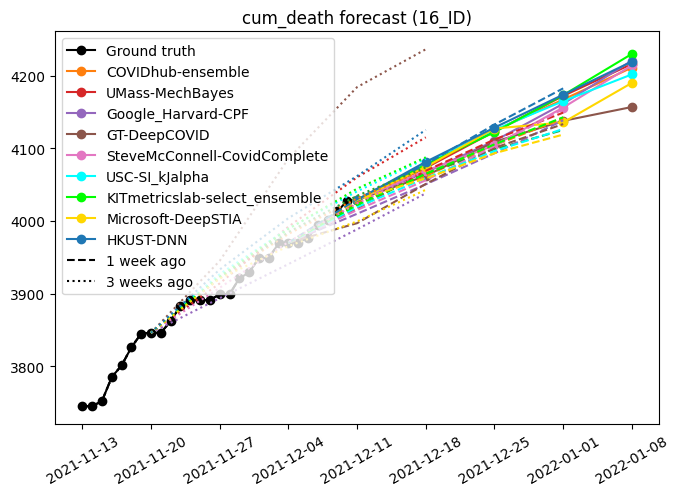 cum_death forecast (16_ID)
Ground truth
COVIDhub-ensemble
UMass-MechBayes
Google_Harvard-CPF
GT-DeepCOVID
SteveMcConnell-CovidComplete
USC-SI_kJalpha
KITmetricslab-select_ensemble
Microsoft-DeepSTIA
HKUST-DNN
1 week ago
3 weeks ago
4200
4100
4000
3900
3800
2021-11-13
2021-11-20
2021-11-27
2021-12-04
2021-12-11
2021-12-18
2021-12-25
2022-01-01
2022-01-08